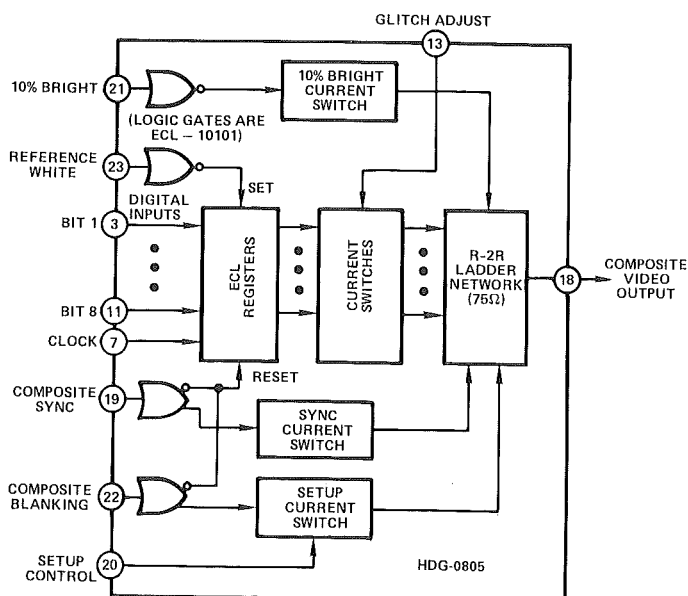 GLITCH ADJUST
13
10% BRIGHT
21
10% BRIGHT
CURRENT
SWITCH
(LOGIC GATES ARE
ECL – 10101)
REFERENCE
WHITE
23
SET
DIGITAL
INPUTS
BIT 1
3
ECL
REGISTERS
CURRENT
SWITCHES
R-2R
LADDER
NETWORK
(75Ω)
18
COMPOSITE
VIDEO
OUTPUT
BIT 8
11
CLOCK
7
RESET
COMPOSITE
SYNC
19
SYNC
CURRENT
SWITCH
COMPOSITE
BLANKING
22
SETUP
CURRENT
SWITCH
SETUP
CONTROL
20
HDG-0805